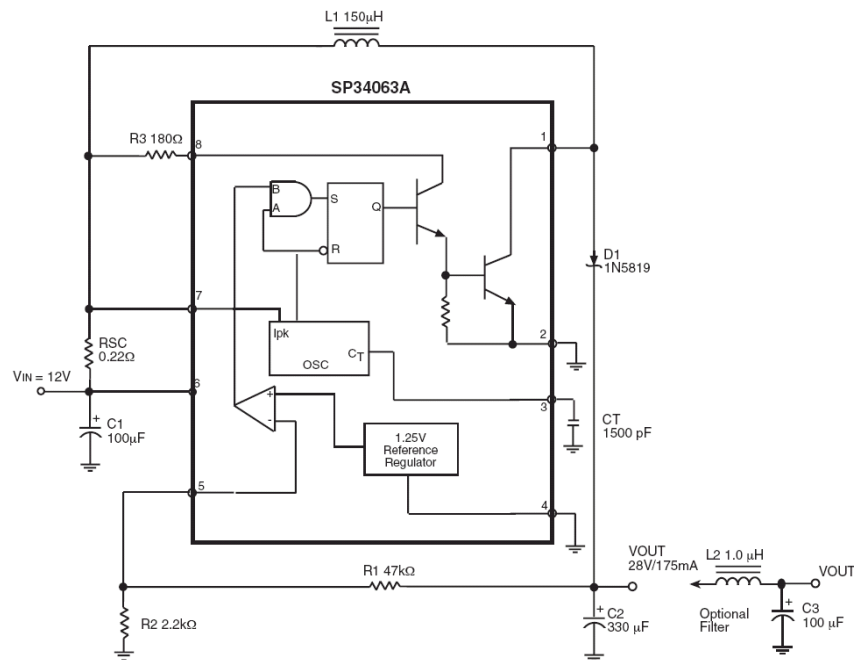 L1 150µH
SP34063A
R3 180Ω
8
1
B
A
S
Q
R
D1
1N5819
7
Ipk
CT
OSC
2
RSC
0.22Ω
VIN = 12V
6
3
CT
1500 pF
+
C1
100µF
+
-
1.25V
Reference
Regulator
5
4
R1 47kΩ
VOUT
28V/175mA
L2 1.0 µH
VOUT
R2 2.2kΩ
+
C2
330 µF
Optional
Filter
+
C3
100 µF